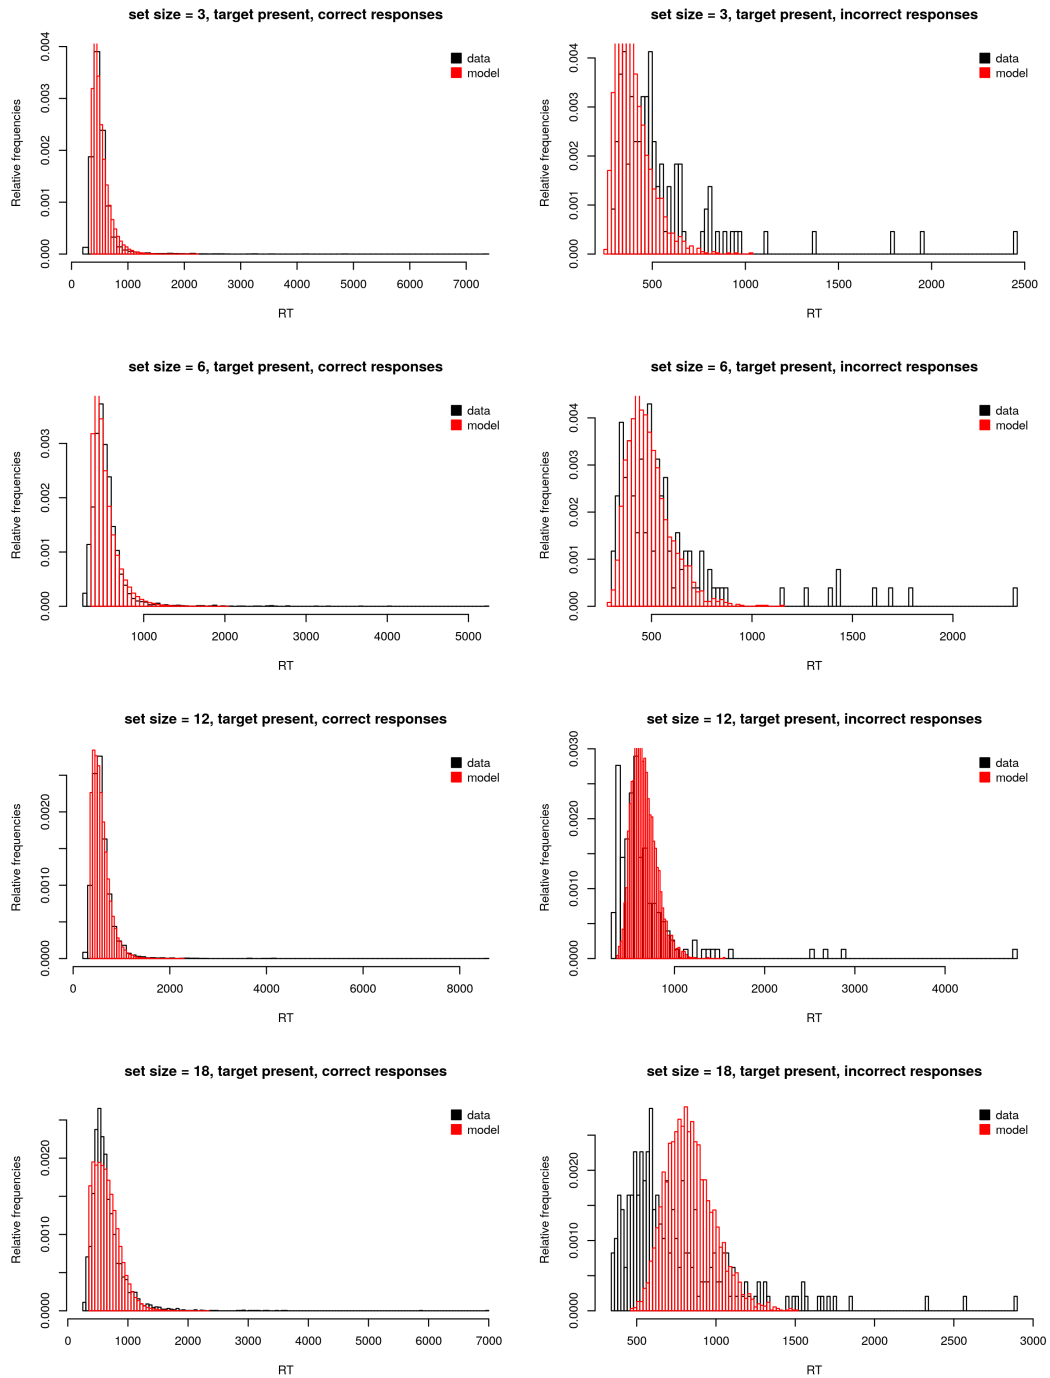 set size = 3, target present, correct responses
data
model
Relative frequencies
0.000 0.001 0.002 0.003 0.004
0 1000 2000 3000 4000 5000 6000 7000
RT
set size = 3, target present, incorrect responses
data
model
Relative frequencies
0.000 0.001 0.002 0.003 0.004
500 1000 1500 2000 2500
RT
set size = 6, target present, correct responses
data
model
Relative frequencies
0.000 0.001 0.002 0.003
1000 2000 3000 4000 5000
RT
set size = 6, target present, incorrect responses
data
model
Relative frequencies
0.000 0.001 0.002 0.003 0.004
500 1000 1500 2000
RT
set size = 12, target present, correct responses
data
model
Relative frequencies
0.0000 0.0010 0.0020
0 2000 4000 6000 8000
RT
set size = 12, target present, incorrect responses
data
model
Relative frequencies
0.0000 0.0010 0.0020 0.0030
1000 2000 3000 4000
RT
set size = 18, target present, correct responses
data
model
Relative frequencies
0.0000 0.0010 0.0020
0 1000 2000 3000 4000 5000 6000 7000
RT
set size = 18, target present, incorrect responses
data
model
Relative frequencies
0.0000 0.0010 0.0020
500 1000 1500 2000 2500 3000
RT